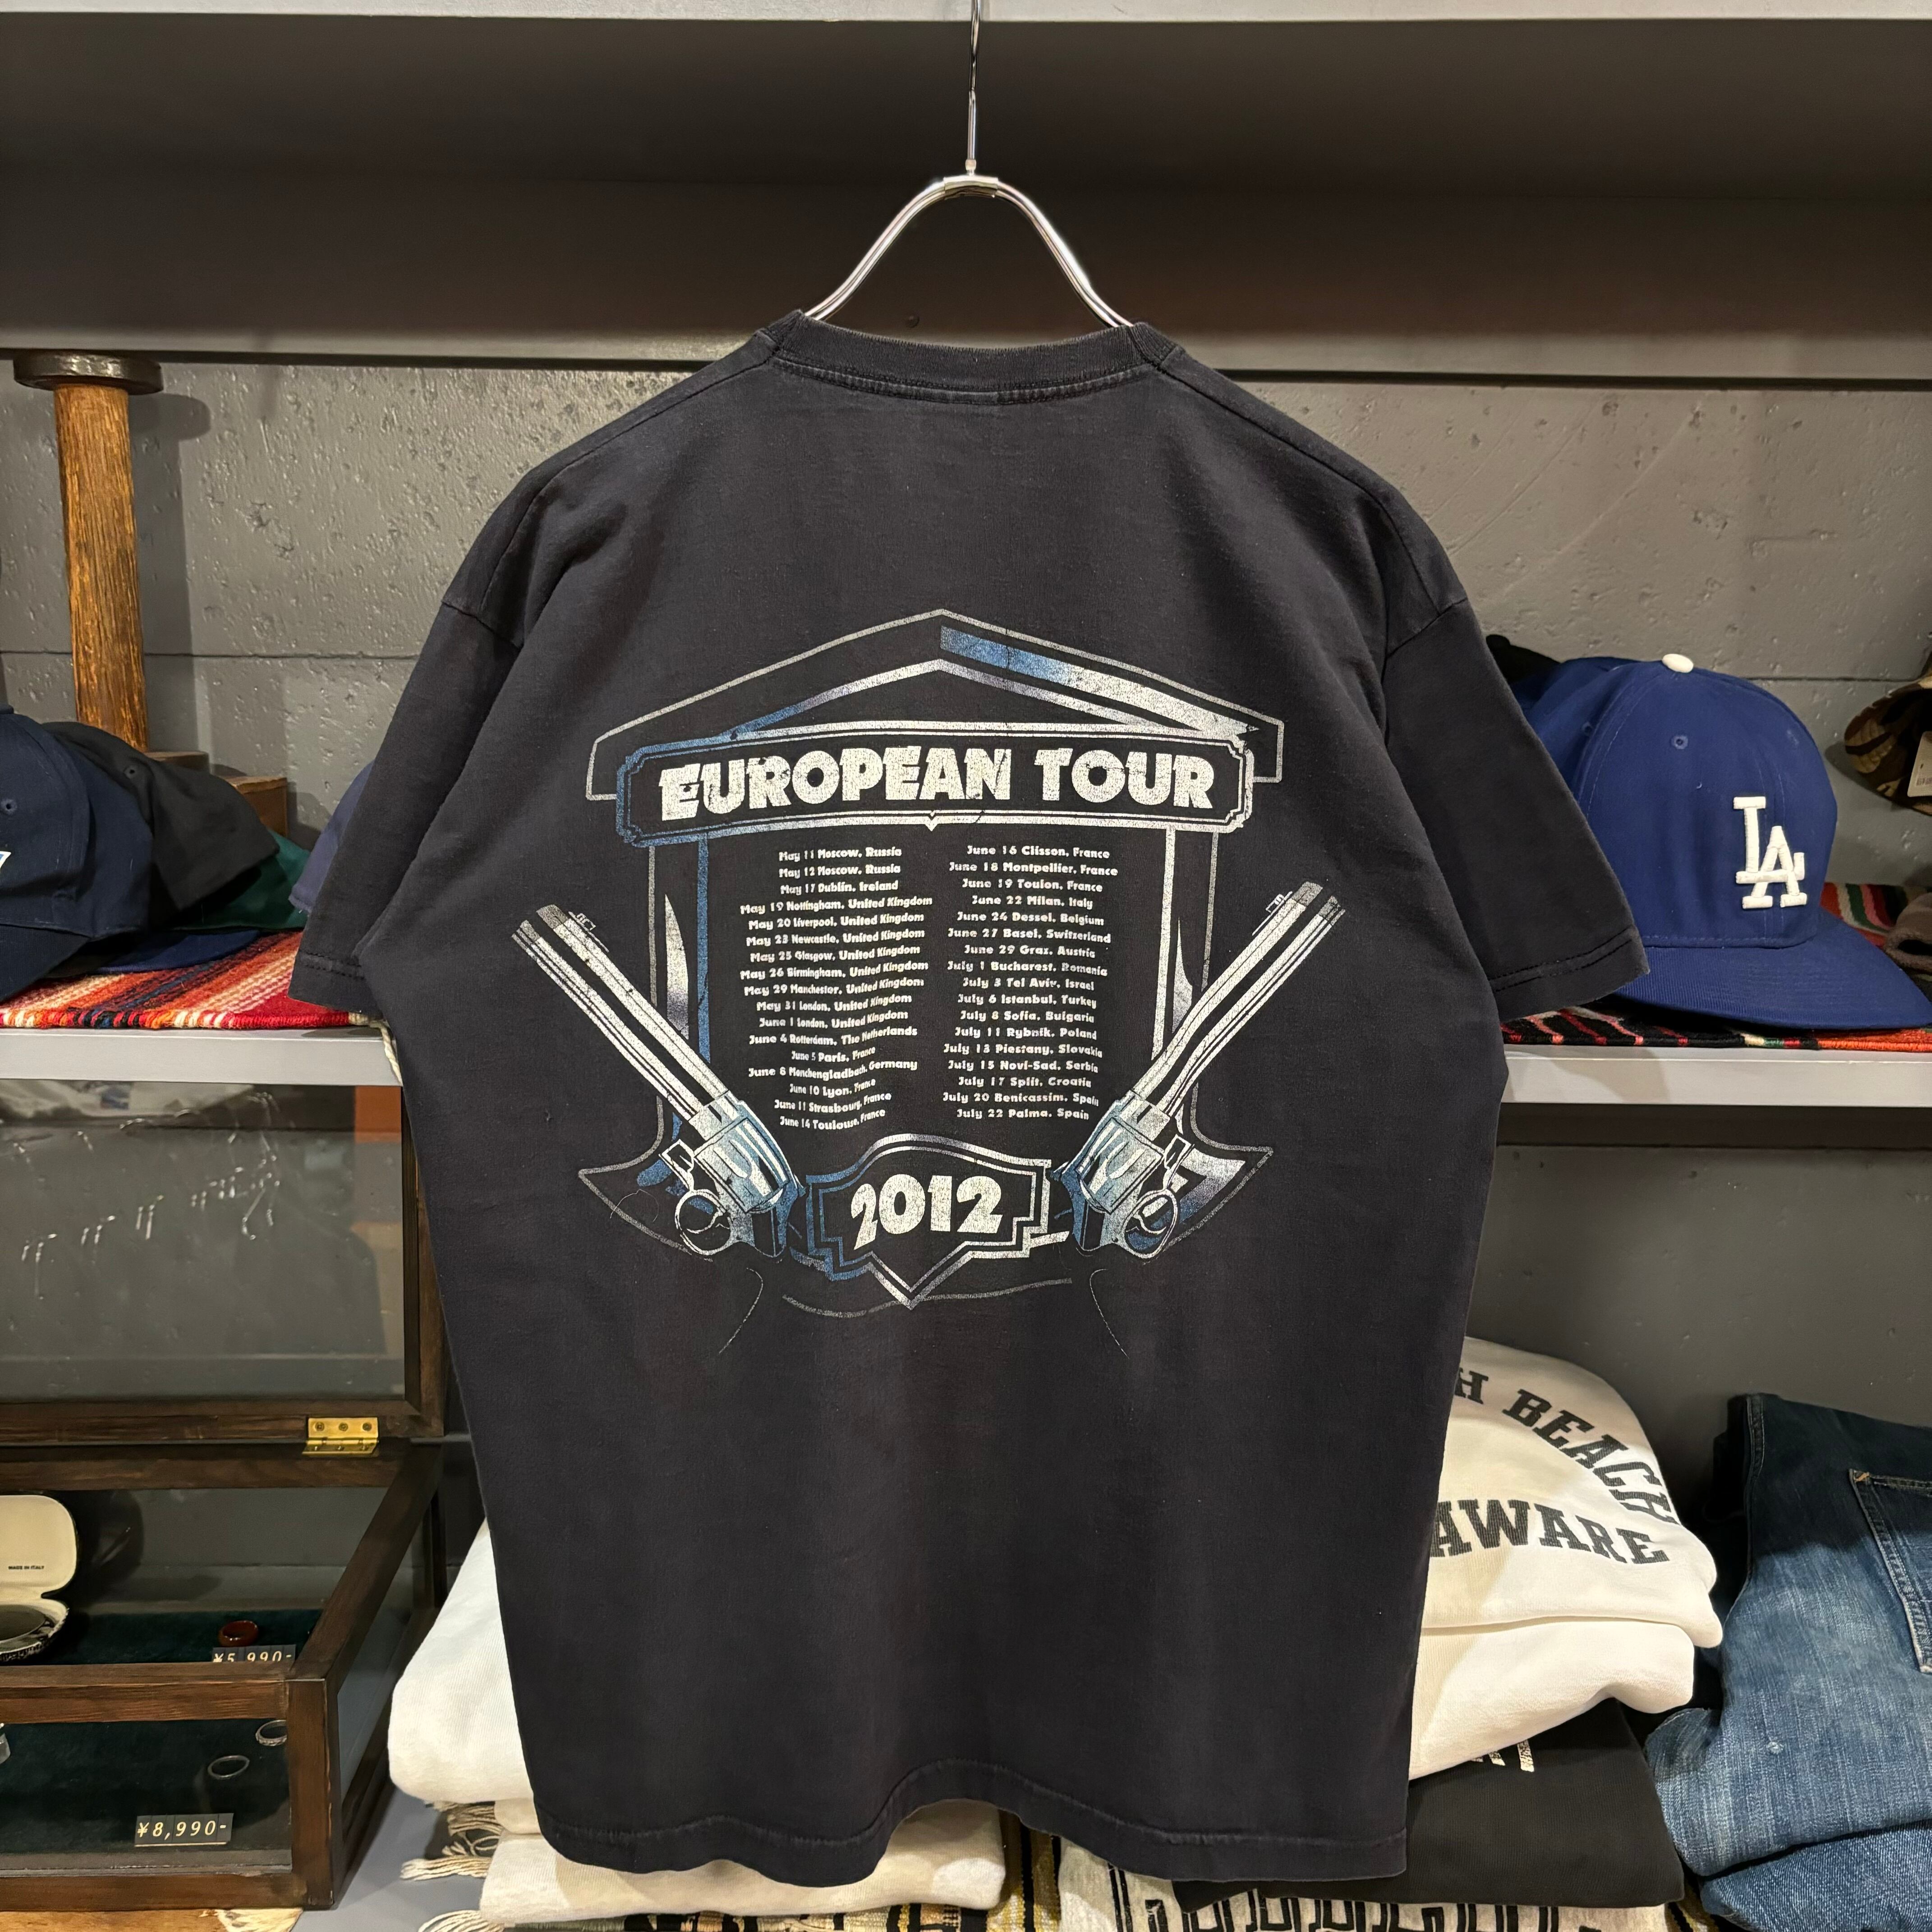 EUROPEAN TOUR
May 11 Moscow, Russia
May 12 Moscow, Russia
May 17 Dublin, Ireland
May 19 Nottingham, United Kingdom
May 20 Liverpool, United Kingdom
May 23 Newcastle, United Kingdom
May 25 Glasgow, United Kingdom
May 26 Birmingham, United Kingdom
May 29 Manchester, United Kingdom
May 31 London, United Kingdom
June 1 London, United Kingdom
June 4 Rotterdam, The Netherlands
June 5 Paris, France
June 8 Monchengladbach, Germany
June 10 Lyon, France
June 11 Strasbourg, France
June 14 Toulouse, France
June 16 Clisson, France
June 18 Montpellier, France
June 19 Toulon, France
June 22 Milan, Italy
June 24 Dessel, Belgium
June 27 Basel, Switzerland
June 29 Graz, Austria
July 1 Bucharest, Romania
July 3 Tel Aviv, Israel
July 6 Istanbul, Turkey
July 8 Sofia, Bulgaria
July 11 Rybnik, Poland
July 13 Piestany, Slovakia
July 15 Novi-Sad, Serbia
July 17 Split, Croatia
July 20 Benicassim, Spain
July 22 Palma, Spain
2012
LA
H BEACH
AWARE
MADE IN ITALY
¥5,990-
¥8,990-